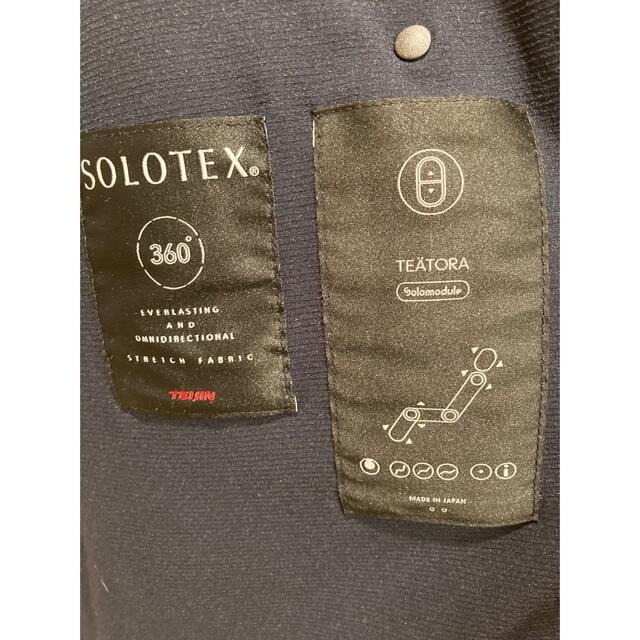 SOLOTEX®
360°
EVERLASTING
AND
OMNIDIRECTIONAL
STRETCH FABRIC
TEIJIN
TEÄTORA
Solomodule
MADE IN JAPAN